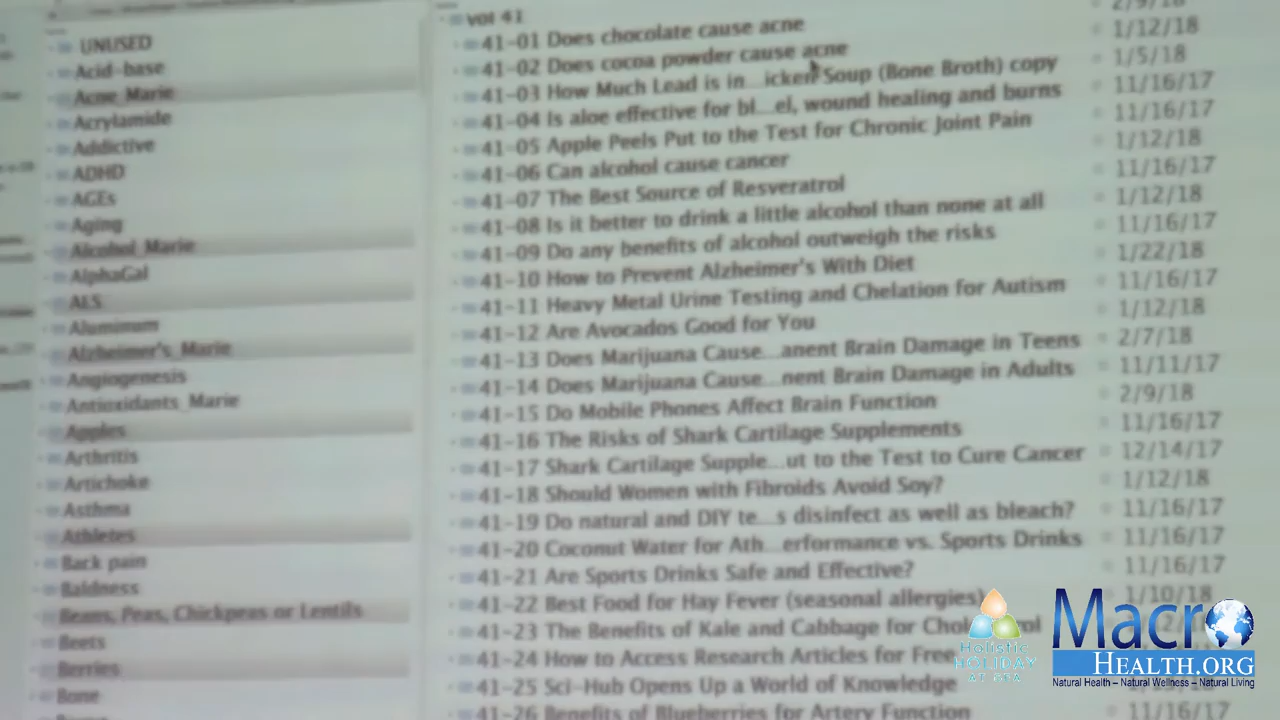 UNUSED
Acid-base
Acne_Marie
Acrylamide
Addictive
ADHD
AGEs
Aging
Alcohol_Marie
AlphaGal
ALS
Aluminum
Alzheimer's_Marie
Angiogenesis
Antioxidants_Marie
Apples
Arthritis
Artichoke
Asthma
Athletes
Back pain
Baldness
Beans, Peas, Chickpeas or Lentils
Beets
Berries
Bone
vol 41
41-01 Does chocolate cause acne
41-02 Does cocoa powder cause acne
41-03 How Much Lead is in...icken Soup (Bone Broth) copy
41-04 Is aloe effective for bl...el, wound healing and burns
41-05 Apple Peels Put to the Test for Chronic Joint Pain
41-06 Can alcohol cause cancer
41-07 The Best Source of Resveratrol
41-08 Is it better to drink a little alcohol than none at all
41-09 Do any benefits of alcohol outweigh the risks
41-10 How to Prevent Alzheimer's With Diet
41-11 Heavy Metal Urine Testing and Chelation for Autism
41-12 Are Avocados Good for You
41-13 Does Marijuana Cause...anent Brain Damage in Teens
41-14 Does Marijuana Cause...nent Brain Damage in Adults
41-15 Do Mobile Phones Affect Brain Function
41-16 The Risks of Shark Cartilage Supplements
41-17 Shark Cartilage Supple...ut to the Test to Cure Cancer
41-18 Should Women with Fibroids Avoid Soy?
41-19 Do natural and DIY te...s disinfect as well as bleach?
41-20 Coconut Water for Ath...erformance vs. Sports Drinks
41-21 Are Sports Drinks Safe and Effective?
41-22 Best Food for Hay Fever (seasonal allergies)
41-23 The Benefits of Kale and Cabbage for Chol
41-24 How to Access Research Articles for Free
41-25 Sci-Hub Opens Up a World of Knowledge
41-26 Benefits of Blueberries for Artery Function
2/9/18
1/12/18
1/5/18
11/16/17
11/16/17
1/12/18
11/16/17
1/12/18
11/16/17
1/22/18
11/16/17
1/12/18
2/7/18
11/11/17
2/9/18
11/16/17
12/14/17
1/12/18
11/16/17
11/16/17
11/16/17
1/10/18
11/16/17
Holistic
HOLIDAY
AT SEA
Macro
HEALTH.ORG
Natural Health – Natural Wellness – Natural Living